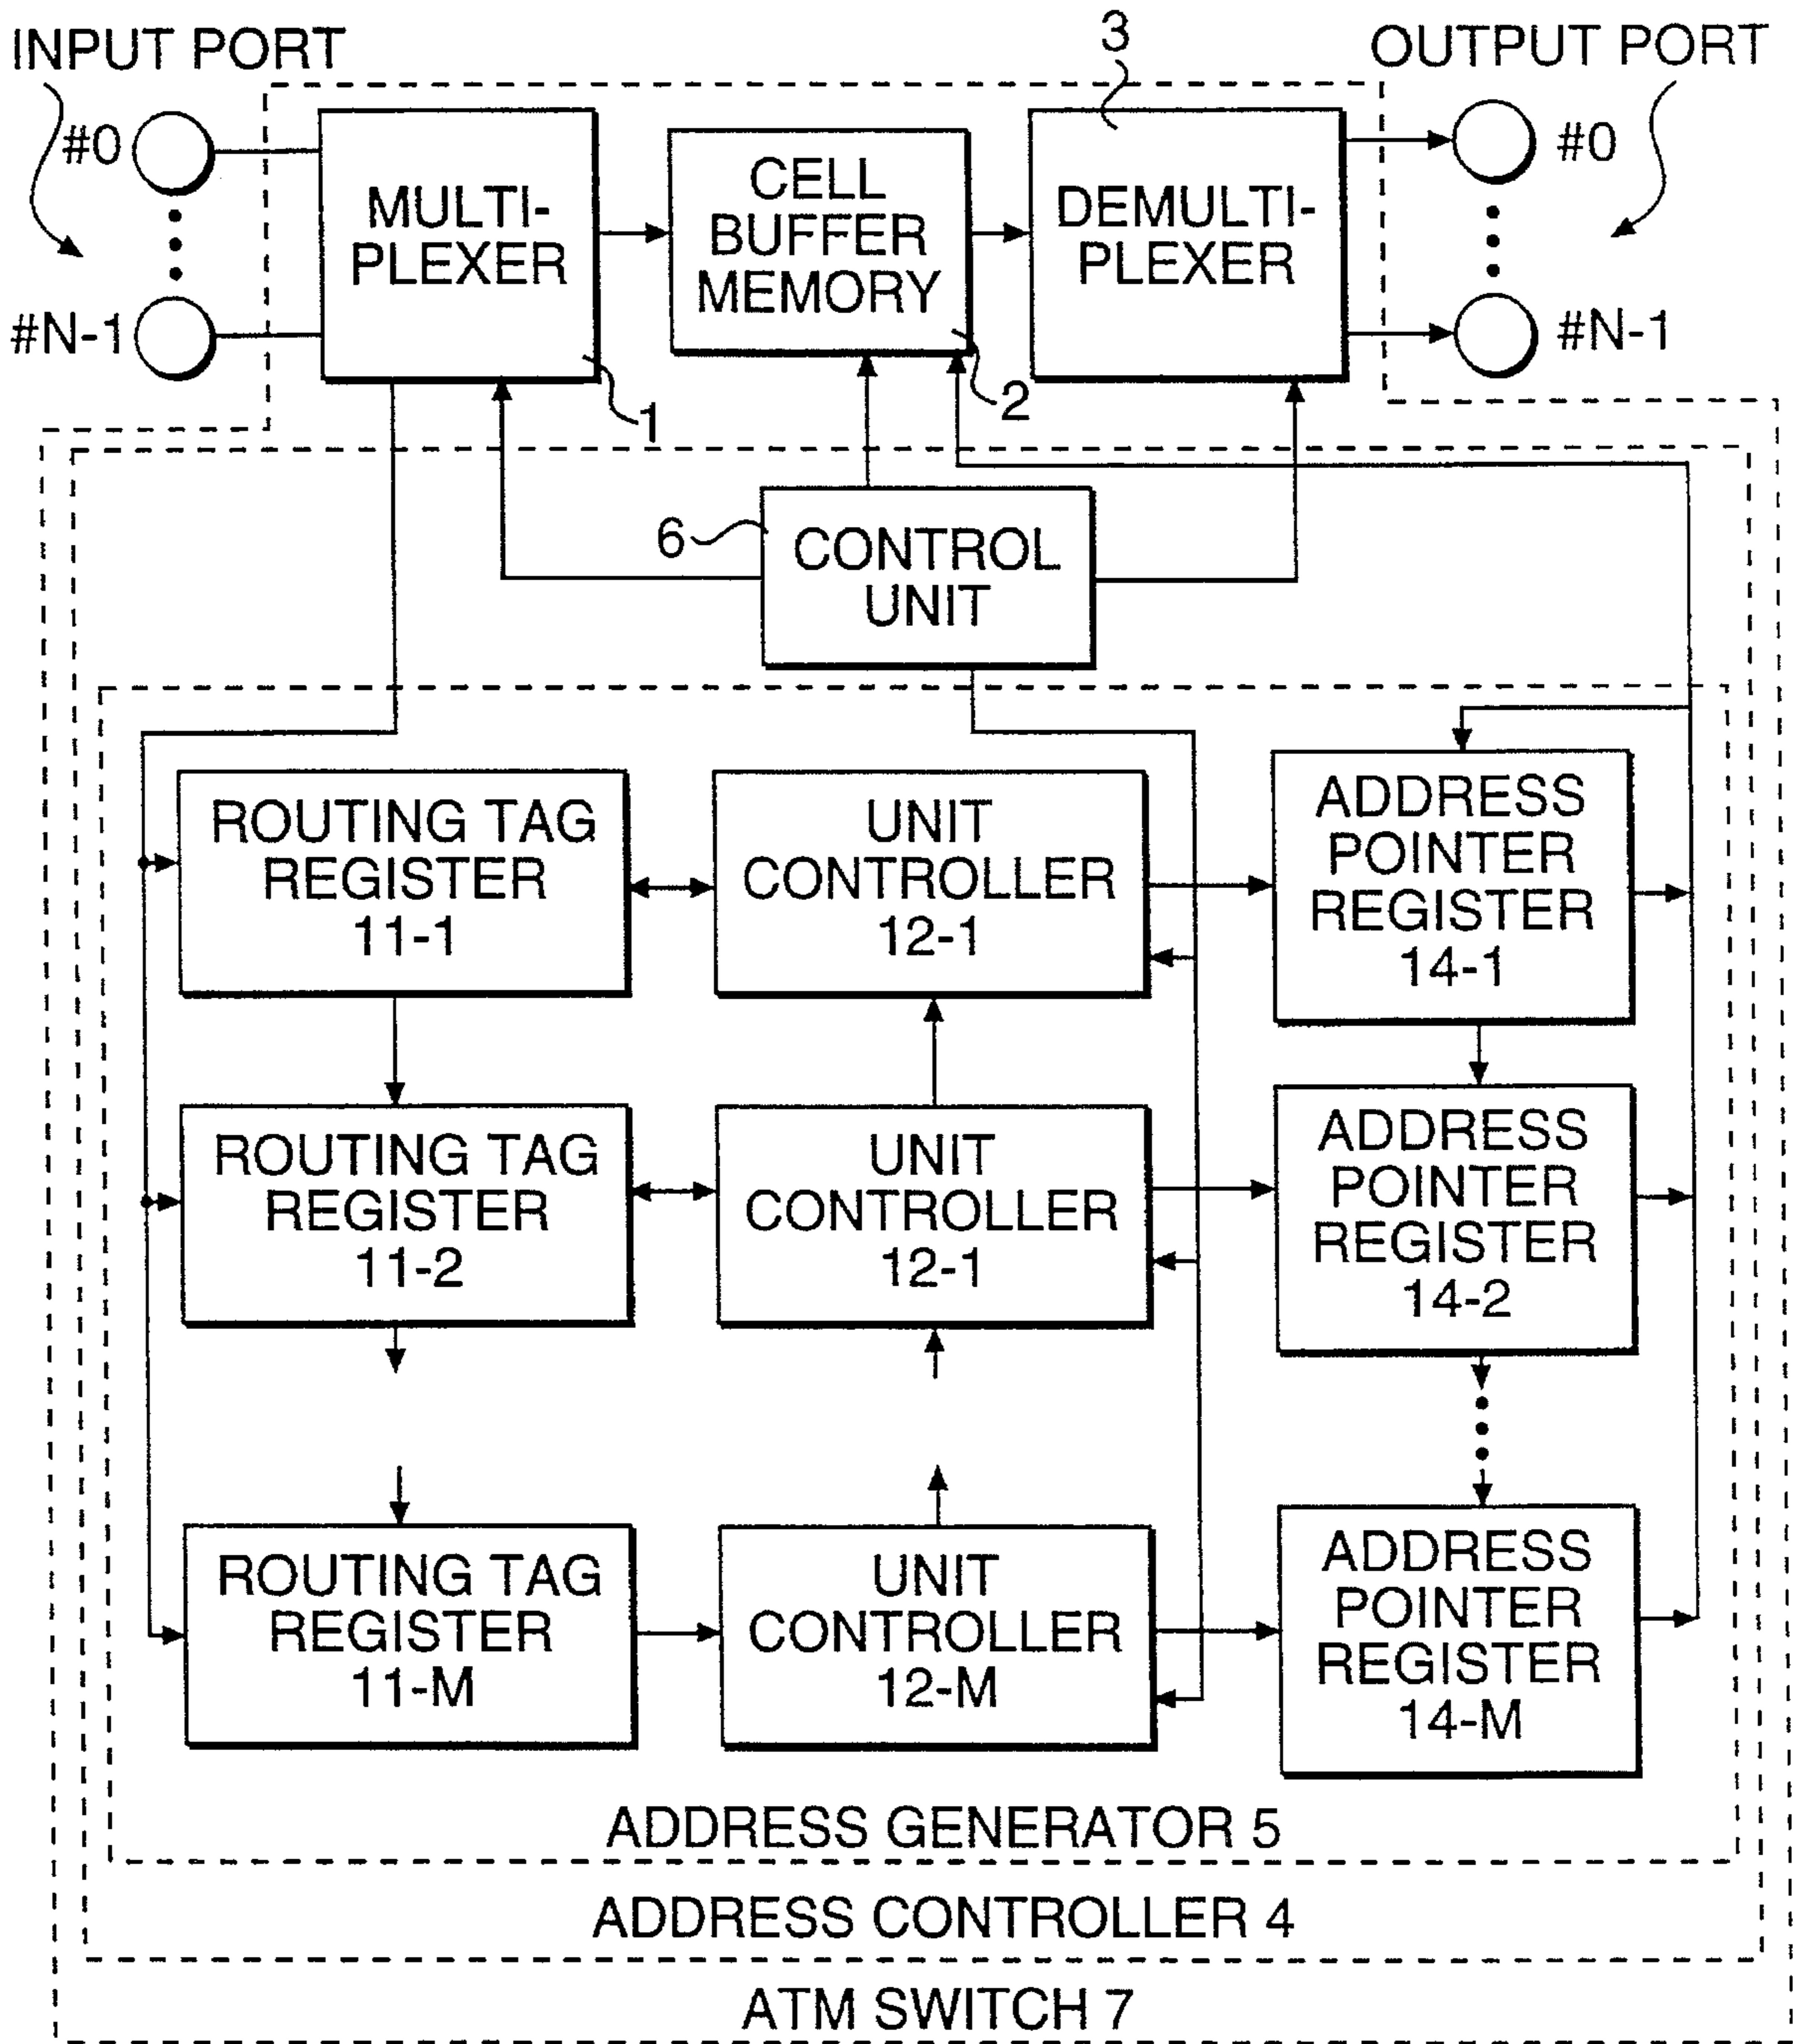 INPUT PORT
3
OUTPUT PORT
#0
MULTI-
PLEXER
CELL
BUFFER
MEMORY
DEMULTI-
PLEXER
#0
#N-1
#N-1
1
2
6
CONTROL
UNIT
ROUTING TAG
REGISTER
11-1
UNIT
CONTROLLER
12-1
ADDRESS
POINTER
REGISTER
14-1
ROUTING TAG
REGISTER
11-2
UNIT
CONTROLLER
12-1
ADDRESS
POINTER
REGISTER
14-2
ROUTING TAG
REGISTER
11-M
UNIT
CONTROLLER
12-M
ADDRESS
POINTER
REGISTER
14-M
ADDRESS GENERATOR 5
ADDRESS CONTROLLER 4
ATM SWITCH 7